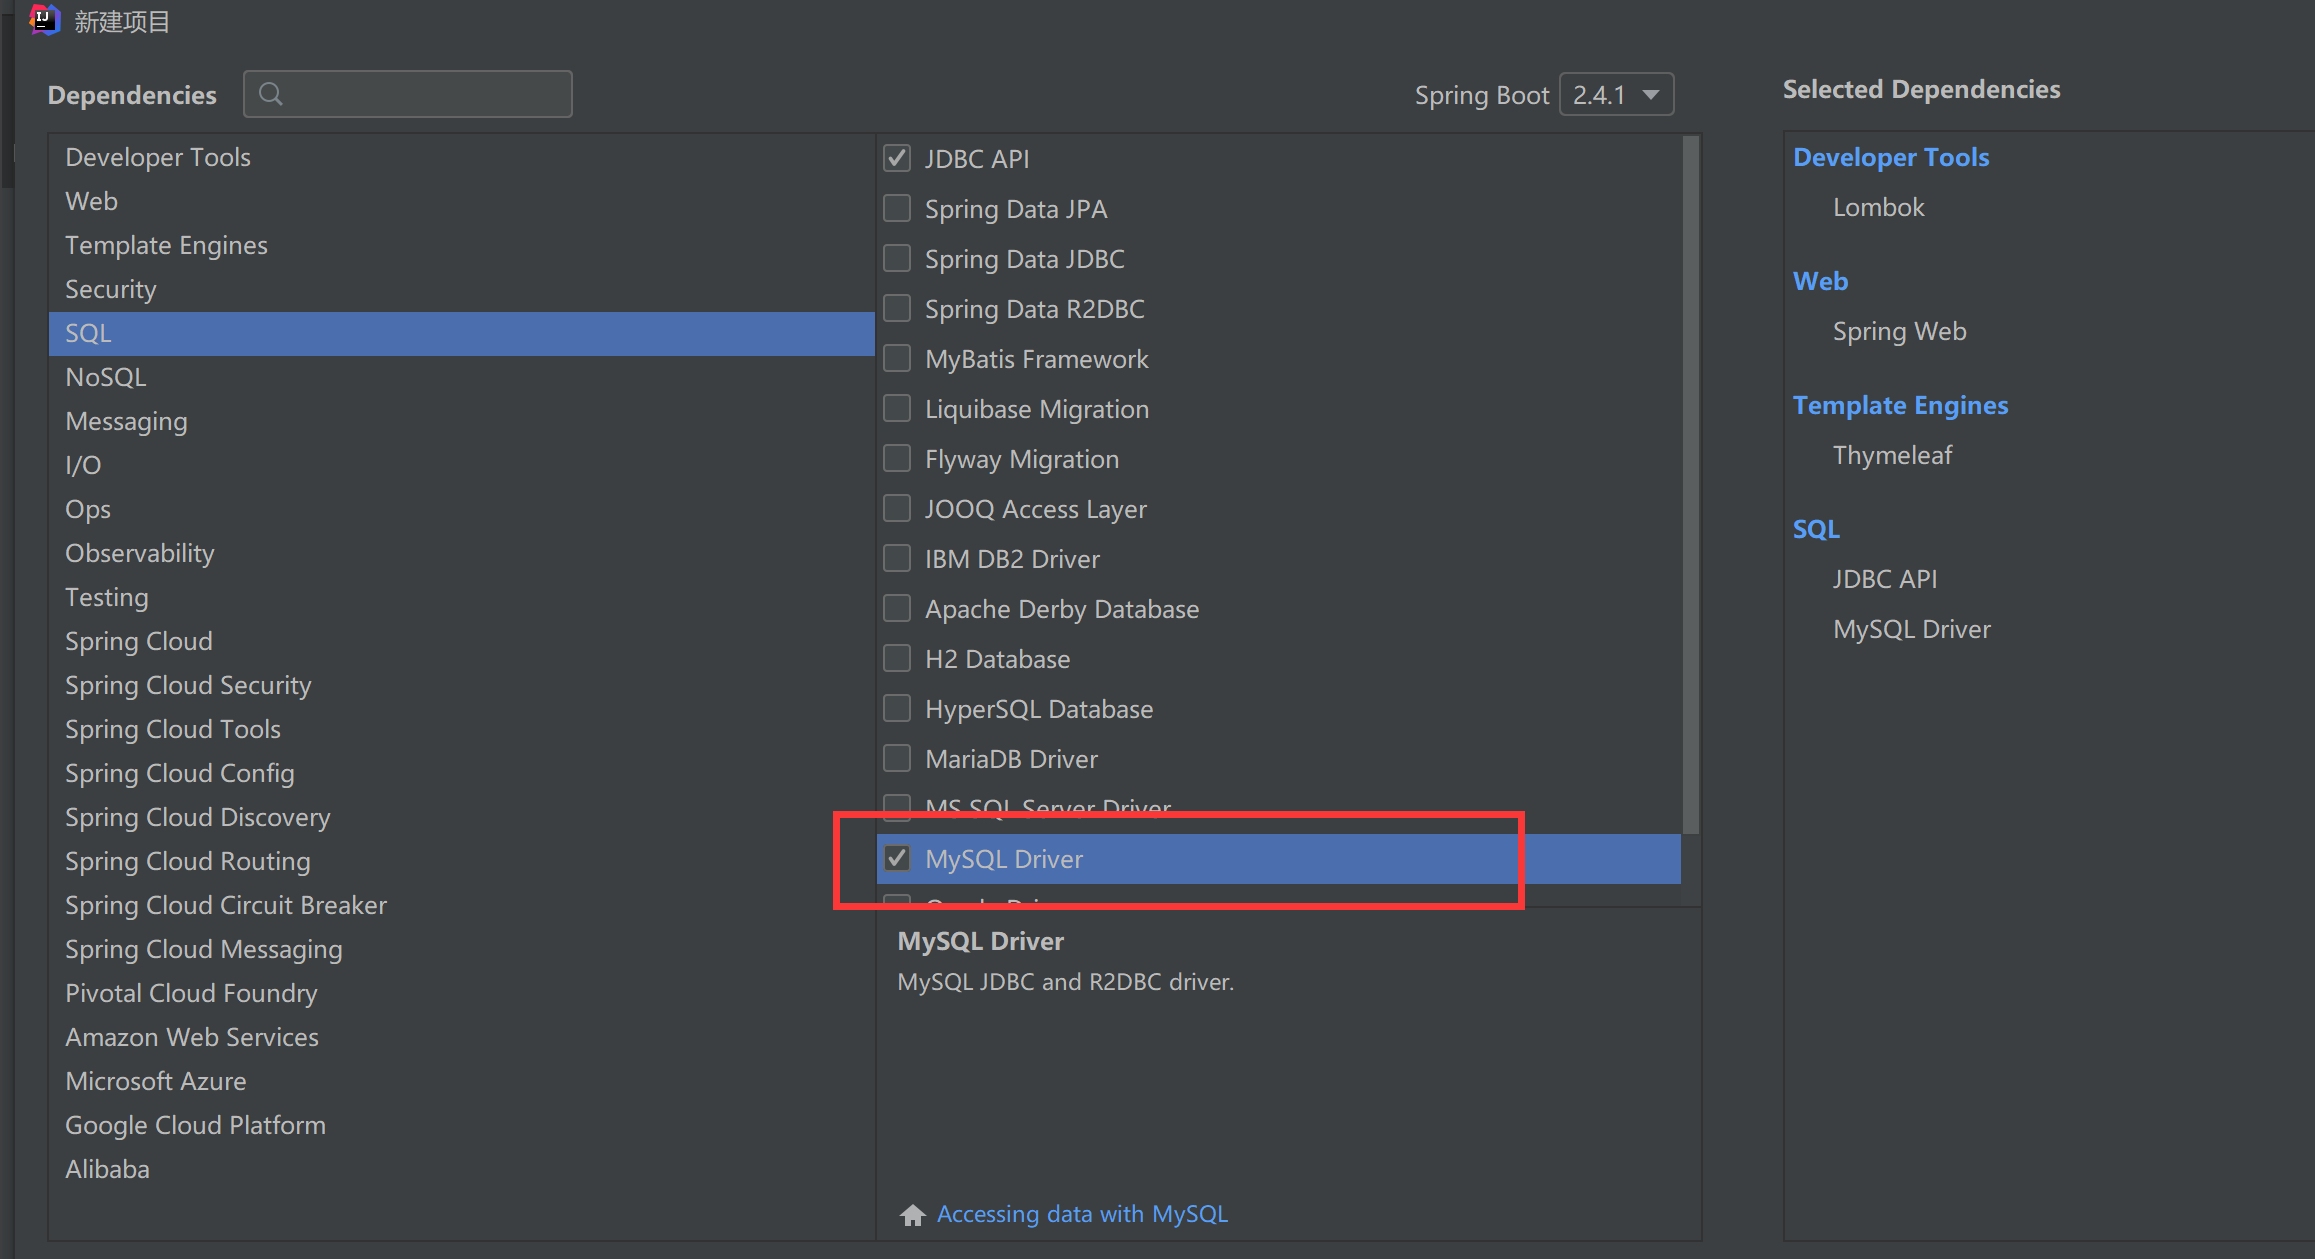 新建项目
Dependencies
Spring Boot 2.4.1
Selected Dependencies
Developer Tools
Web
Template Engines
Security
SQL
NoSQL
Messaging
I/O
Ops
Observability
Testing
Spring Cloud
Spring Cloud Security
Spring Cloud Tools
Spring Cloud Config
Spring Cloud Discovery
Spring Cloud Routing
Spring Cloud Circuit Breaker
Spring Cloud Messaging
Pivotal Cloud Foundry
Amazon Web Services
Microsoft Azure
Google Cloud Platform
Alibaba
JDBC API
Spring Data JPA
Spring Data JDBC
Spring Data R2DBC
MyBatis Framework
Liquibase Migration
Flyway Migration
JOOQ Access Layer
IBM DB2 Driver
Apache Derby Database
H2 Database
HyperSQL Database
MariaDB Driver
MS SQL Server Driver
MySQL Driver
MySQL Driver
MySQL JDBC and R2DBC driver.
Accessing data with MySQL
Developer Tools
Lombok
Web
Spring Web
Template Engines
Thymeleaf
SQL
JDBC API
MySQL Driver